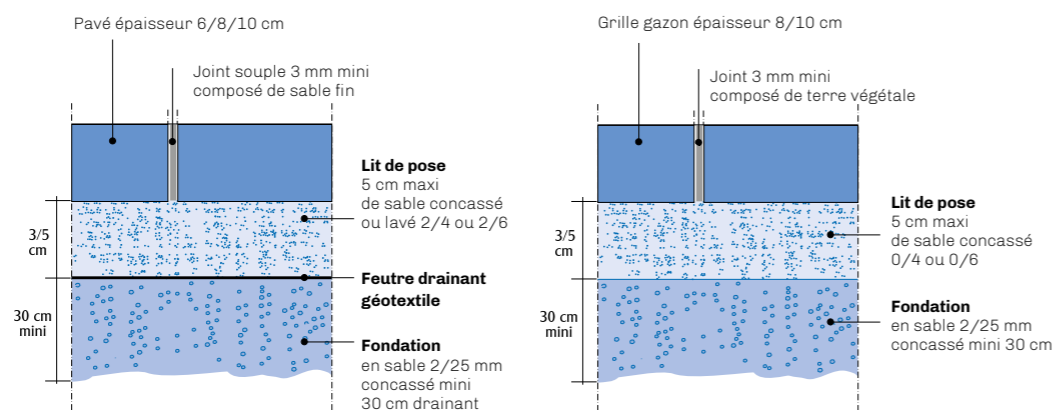 Pavé épaisseur 6/8/10 cm
Joint souple 3 mm mini
composé de sable fin
Lit de pose
5 cm maxi
de sable concassé
ou lavé 2/4 ou 2/6
3/5
cm
Feutre drainant
géotextile
30 cm
mini
Fondation
en sable 2/25 mm
concassé mini
30 cm drainant
Grille gazon épaisseur 8/10 cm
Joint 3 mm mini
composé de terre végétale
Lit de pose
5 cm maxi
de sable concassé
0/4 ou 0/6
3/5
cm
30 cm
mini
Fondation
en sable 2/25 mm
concassé mini 30 cm